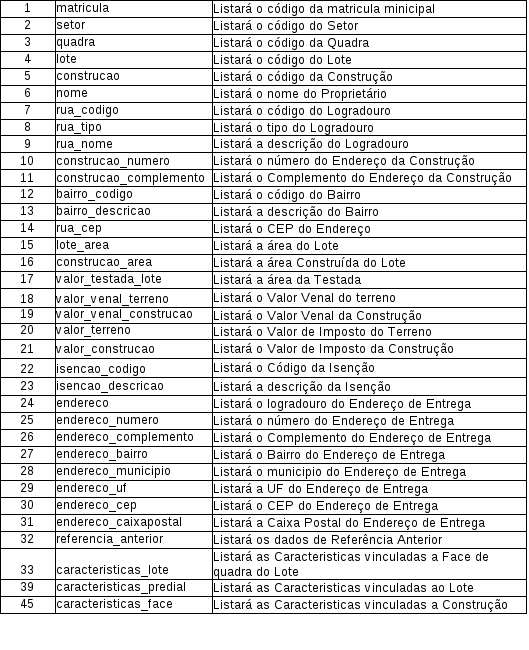 1 matricula Listará o código da matricula minicipal
2 setor Listará o código do Setor
3 quadra Listará o código da Quadra
4 lote Listará o código do Lote
5 construcao Listará o código da Construção
6 nome Listará o nome do Proprietário
7 rua_codigo Listará o código do Logradouro
8 rua_tipo Listará o tipo do Logradouro
9 rua_nome Listará a descrição do Logradouro
10 construcao_numero Listará o número do Endereço da Construção
11 construcao_complemento Listará o Complemento do Endereço da Construção
12 bairro_codigo Listará o código do Bairro
13 bairro_descricao Listará a descrição do Bairro
14 rua_cep Listará o CEP do Endereço
15 lote_area Listará a área do Lote
16 construcao_area Listará a área Construída do Lote
17 valor_testada_lote Listará a área da Testada
18 valor_venal_terreno Listará o Valor Venal do terreno
19 valor_venal_construcao Listará o Valor Venal da Construção
20 valor_terreno Listará o Valor de Imposto do Terreno
21 valor_construcao Listará o Valor de Imposto da Construção
22 isencao_codigo Listará o Código da Isenção
23 isencao_descricao Listará a descrição da Isenção
24 endereco Listará o logradouro do Endereço de Entrega
25 endereco_numero Listará o número do Endereço de Entrega
26 endereco_complemento Listará o Complemento do Endereço de Entrega
27 endereco_bairro Listará o Bairro do Endereço de Entrega
28 endereco_municipio Listará o municipio do Endereço de Entrega
29 endereco_uf Listará a UF do Endereço de Entrega
30 endereco_cep Listará o CEP do Endereço de Entrega
31 endereco_caixapostal Listará a Caixa Postal do Endereço de Entrega
32 referencia_anterior Listará os dados de Referência Anterior
33 caracteristicas_lote Listará as Caracteristicas vinculadas a Face de
quadra do Lote
39 caracteristicas_predial Listará as Caracteristicas vinculadas ao Lote
45 caracteristicas_face Listará as Caracteristicas vinculadas a Construção